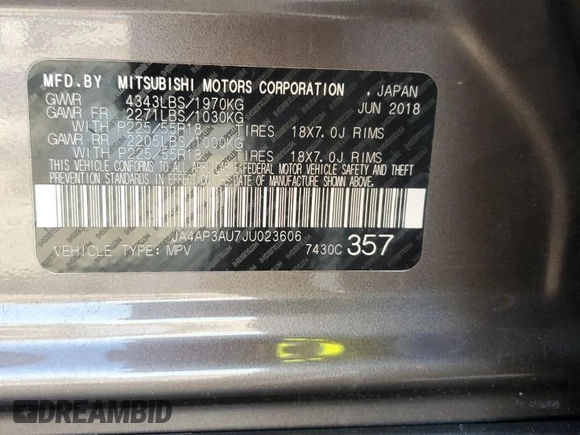 MFD.BY MITSUBISHI MOTORS CORPORATION , JAPAN
GVWR 4343LBS/1970KG JUN 2018
GAWR FR 2271LBS/1030KG
WITH P225/55R18 TIRES 18X7.0J RIMS
GAWR RR 2205LBS/1000KG
WITH P225/55R18 TIRES 18X7.0J RIMS
THIS VEHICLE CONFORMS TO ALL APPLICABLE FEDERAL MOTOR VEHICLE SAFETY AND THEFT
PREVENTION STANDARDS IN EFFECT ON THE DATE OF MANUFACTURE SHOWN ABOVE.
JA4AP3AU7JU023606
VEHICLE TYPE: MPV 7430C 357
DREAMBID